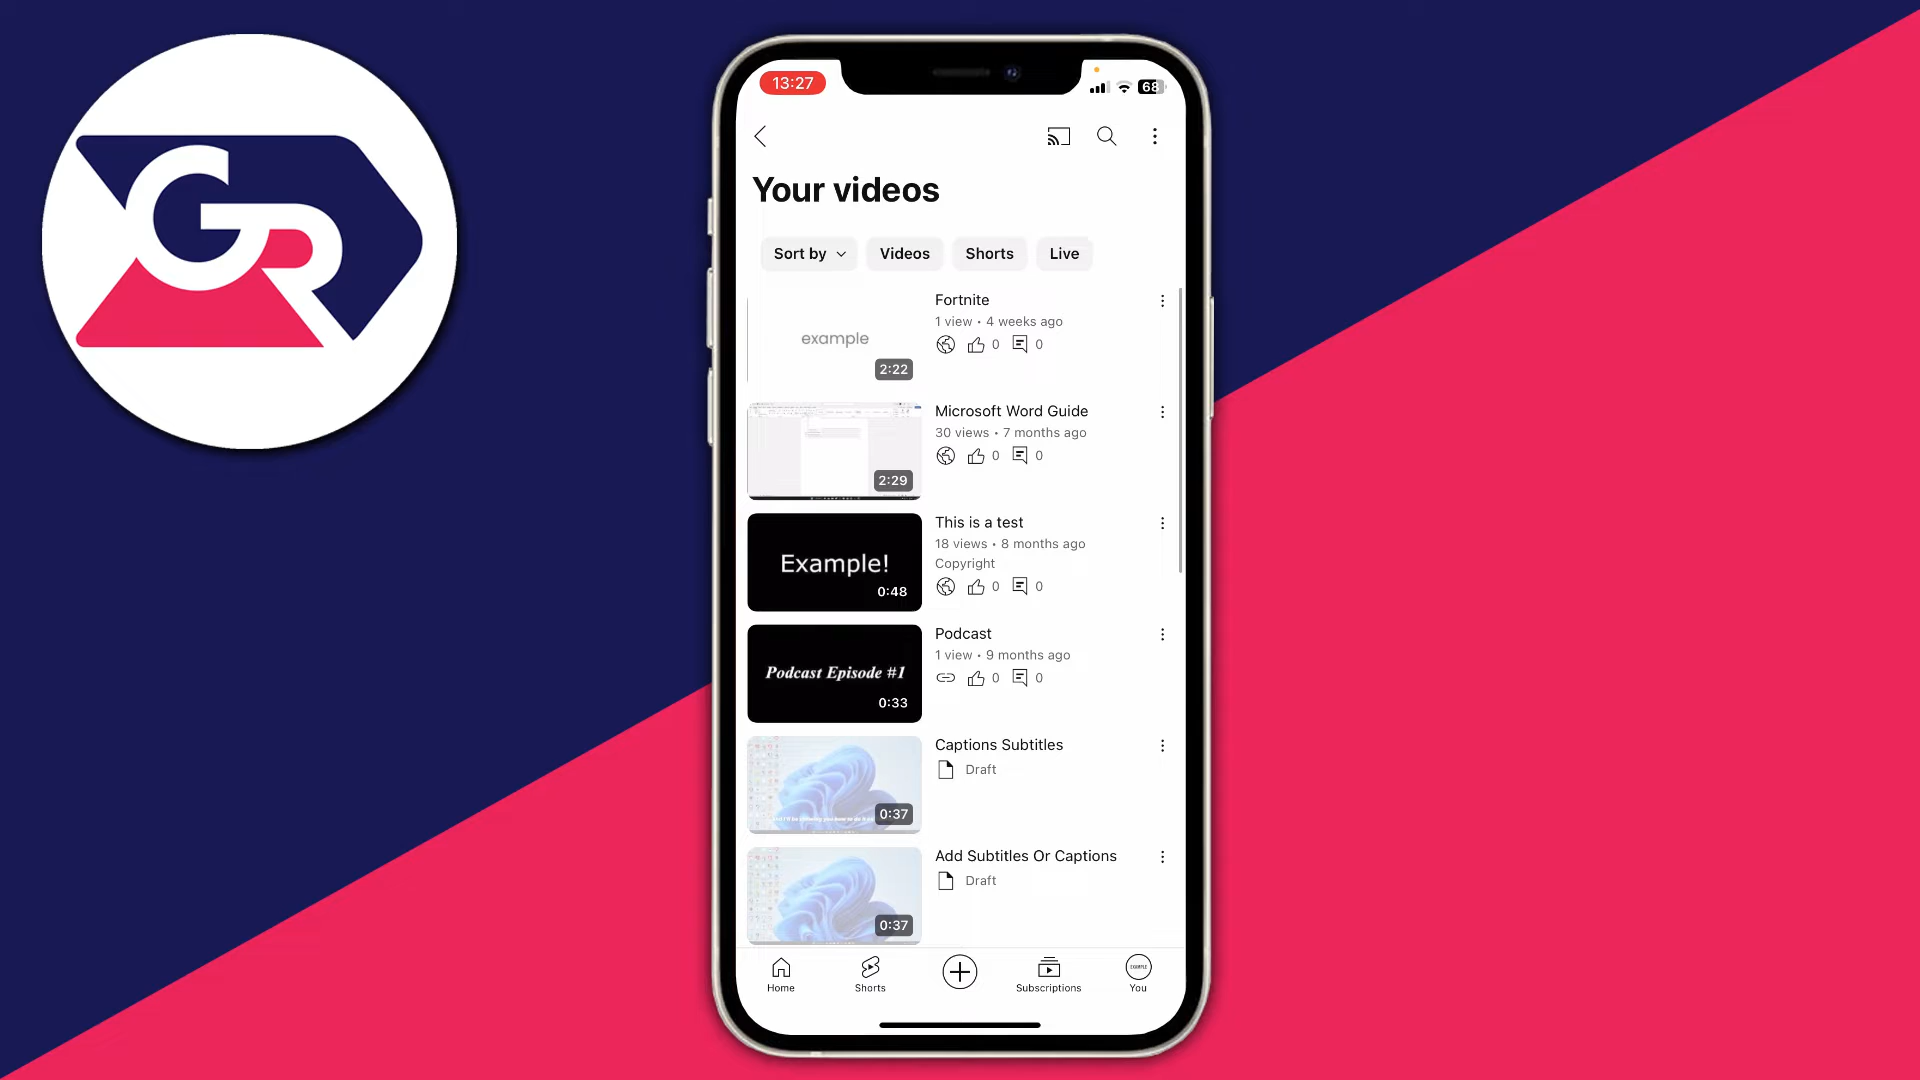 GR
13:27
68
Your videos
Sort by
Videos
Shorts
Live
example
2:22
Fortnite
1 view • 4 weeks ago
0 0
2:29
Microsoft Word Guide
30 views • 7 months ago
0 0
Example!
0:48
This is a test
18 views • 8 months ago
Copyright
0 0
Podcast Episode #1
0:33
Podcast
1 view • 9 months ago
0 0
0:37
Captions Subtitles
Draft
0:37
Add Subtitles Or Captions
Draft
Home
Shorts
Subscriptions
EXAMPLE
You